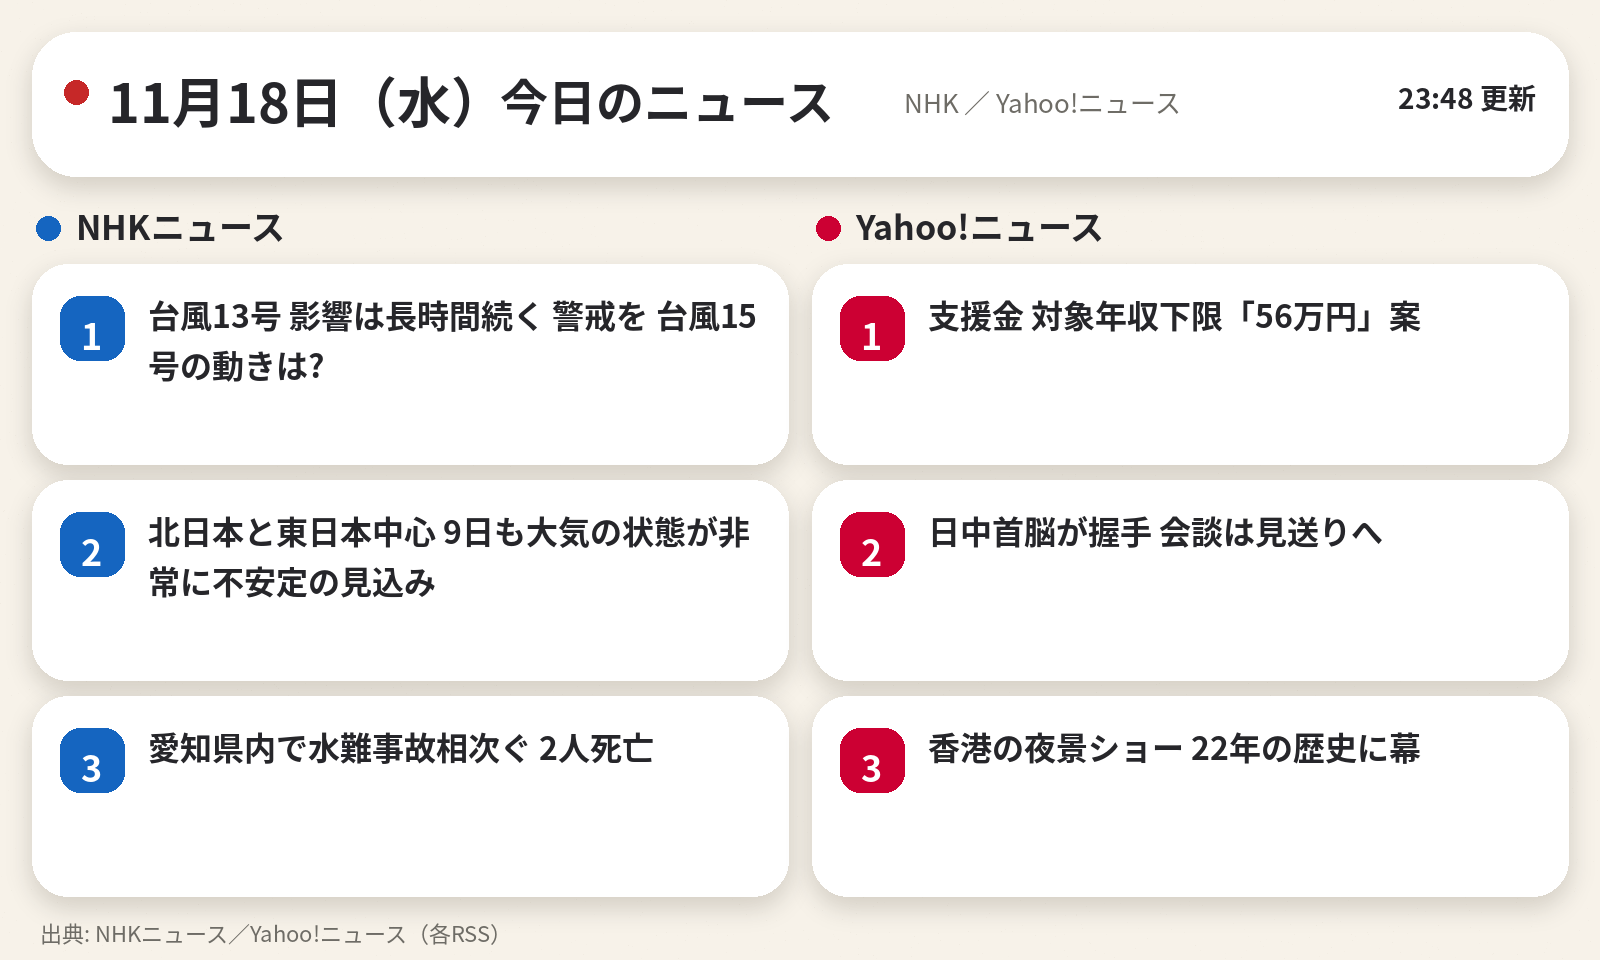 11月18日（水）今日のニュース
NHK ／ Yahoo!ニュース
23:48 更新
NHKニュース
1
台風13号 影響は長時間続く 警戒を 台風15
号の動きは?
2
北日本と東日本中心 9日も大気の状態が非
常に不安定の見込み
3
愛知県内で水難事故相次ぐ 2人死亡
Yahoo!ニュース
1
支援金 対象年収下限「56万円」案
2
日中首脳が握手 会談は見送りへ
3
香港の夜景ショー 22年の歴史に幕
出典: NHKニュース／Yahoo!ニュース（各RSS）